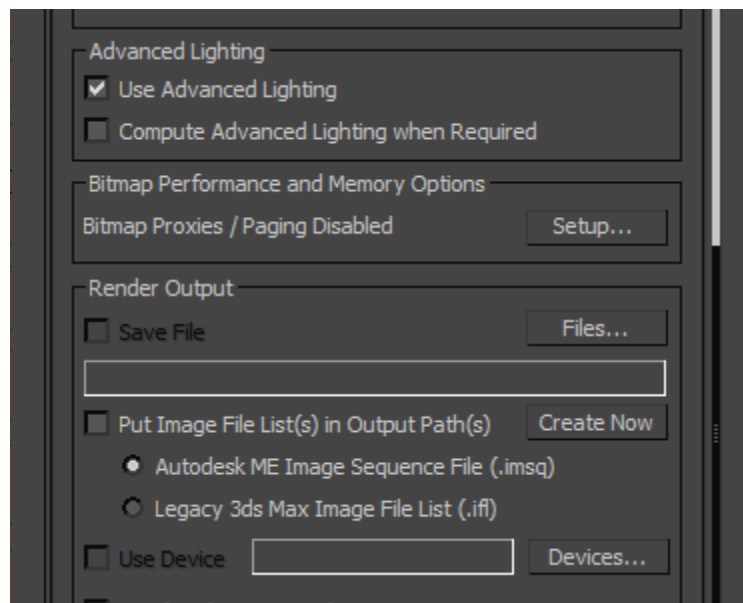 Advanced Lighting
Use Advanced Lighting
Compute Advanced Lighting when Required
Bitmap Performance and Memory Options
Bitmap Proxies / Paging Disabled
Setup...
Render Output
Save File
Files...
Put Image File List(s) in Output Path(s)
Create Now
Autodesk ME Image Sequence File (.imsq)
Legacy 3ds Max Image File List (.ifl)
Use Device
Devices...